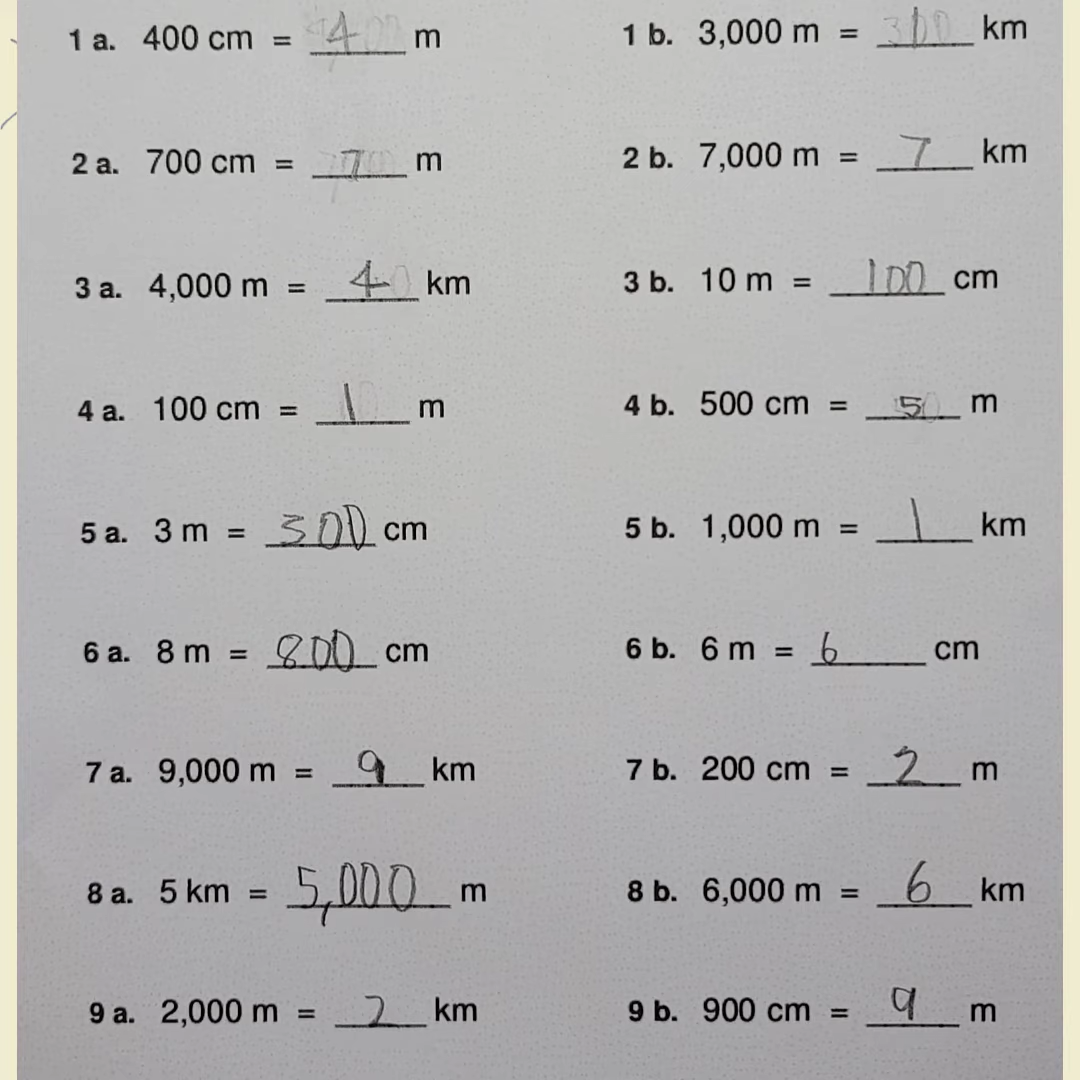 1 a. 400 cm = 4 m
1 b. 3,000 m = 300 km
2 a. 700 cm = 7 m
2 b. 7,000 m = 7 km
3 a. 4,000 m = 4 km
3 b. 10 m = 100 cm
4 a. 100 cm = 1 m
4 b. 500 cm = 5 m
5 a. 3 m = 300 cm
5 b. 1,000 m = 1 km
6 a. 8 m = 800 cm
6 b. 6 m = 6 cm
7 a. 9,000 m = 9 km
7 b. 200 cm = 2 m
8 a. 5 km = 5,000 m
8 b. 6,000 m = 6 km
9 a. 2,000 m = 2 km
9 b. 900 cm = 9 m